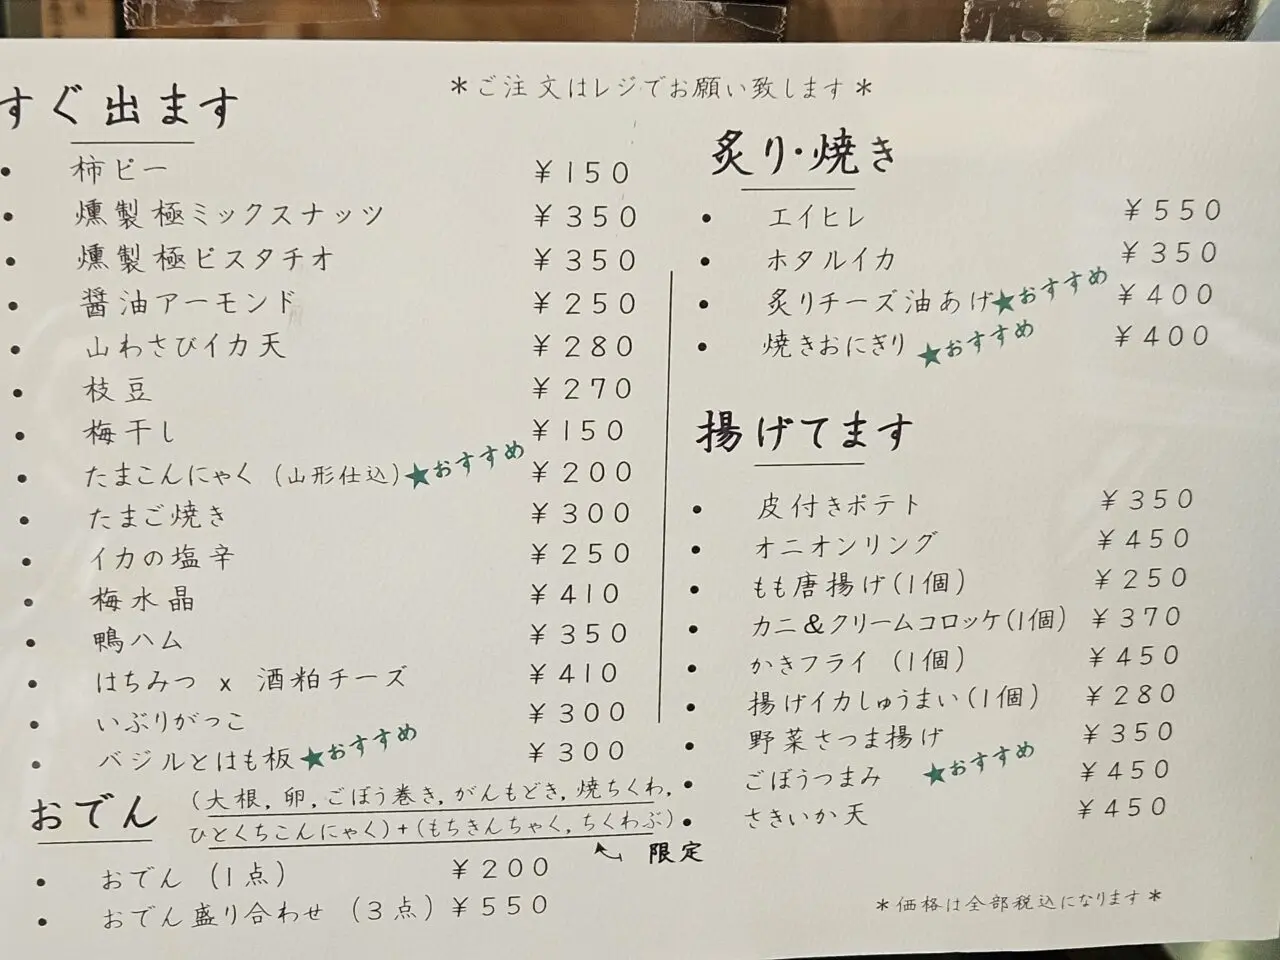 ＊ご注文はレジでお願い致します＊
すぐ出ます
・柿ピー ￥150
・燻製極ミックスナッツ ￥350
・燻製極ピスタチオ ￥350
・醤油アーモンド ￥250
・山わさびイカ天 ￥280
・枝豆 ￥270
・梅干し ￥150
・たまこんにゃく（山形仕込）★おすすめ ￥200
・たまご焼き ￥300
・イカの塩辛 ￥250
・梅水晶 ￥410
・鴨ハム ￥350
・はちみつ x 酒粕チーズ ￥410
・いぶりがっこ ￥300
・バジルとはも板★おすすめ ￥300
おでん
（大根，卵，ごぼう巻き，がんもどき，焼ちくわ，
ひとくちこんにゃく）＋（もちきんちゃく，ちくわぶ）
限定
・おでん（1点） ￥200
・おでん盛り合わせ（3点） ￥550
炙り・焼き
・エイヒレ ￥550
・ホタルイカ ￥350
・炙りチーズ油あげ★おすすめ ￥400
・焼きおにぎり★おすすめ ￥400
揚げてます
・皮付きポテト ￥350
・オニオンリング ￥450
・もも唐揚げ（1個） ￥250
・カニ＆クリームコロッケ（1個） ￥370
・かきフライ（1個） ￥450
・揚げイカしゅうまい（1個） ￥280
・野菜さつま揚げ ￥350
・ごぼうつまみ ★おすすめ ￥450
・さきいか天 ￥450
＊価格は全部税込になります＊